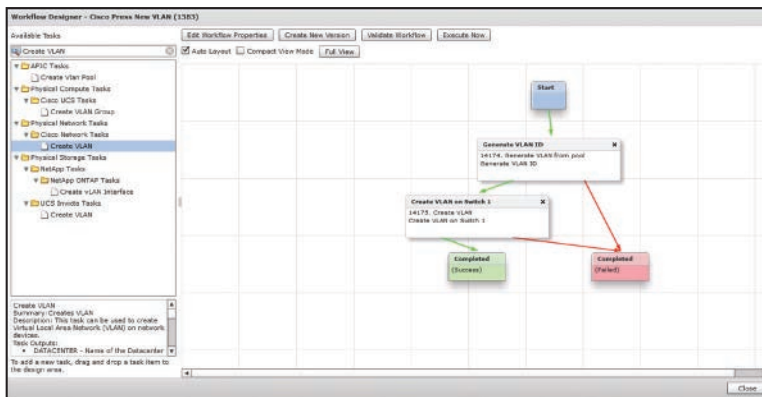 Workflow Designer - Cisco Press New VLAN (1383)
Available Tasks
Edit Workflow Properties
Create New Version
Validate Workflow
Execute Now
Create VLAN
Auto Layout
Compact View Mode
Full View
APIC Tasks
Create Vlan Pool
Physical Compute Tasks
Cisco UCS Tasks
Create VLAN Group
Physical Network Tasks
Cisco Network Tasks
Create VLAN
Physical Storage Tasks
NetApp Tasks
NetApp ONTAP Tasks
Create vLAN Interface
UCS Invicta Tasks
Create VLAN
Start
Generate VLAN ID
14174. Generate VLAN from pool
Generate VLAN ID
Create VLAN on Switch 1
14175. Create VLAN
Create VLAN on Switch 1
Completed
(Success)
Completed
(Failed)
Create VLAN
Summary: Creates VLAN
Description: This task can be used to create
Virtual Local Area Network (VLAN) on network
devices.
Task Outputs:
• DATACENTER - Name of the Datacenter
To add a new task, drag and drop a task item to
the design area.
Close